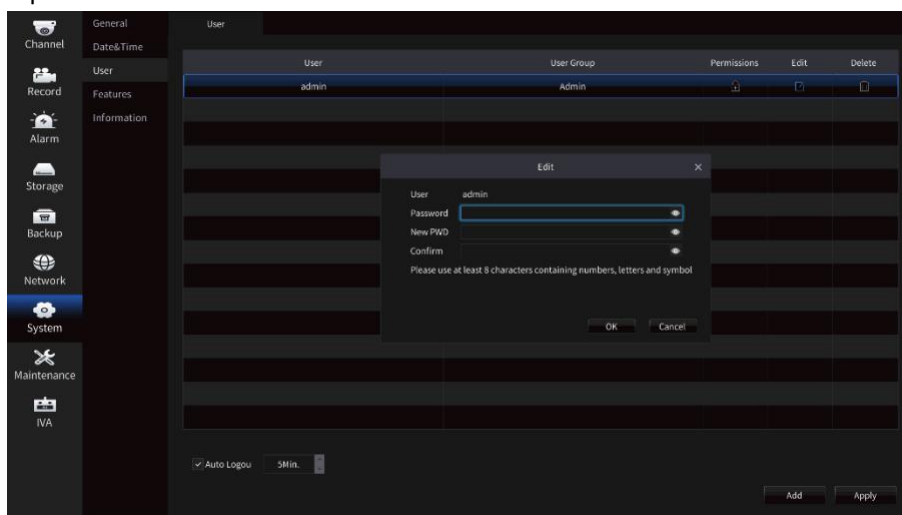 Channel
Record
Alarm
Storage
Backup
Network
System
Maintenance
IVA
General
Date&Time
User
Features
Information
User
User User Group Permissions Edit Delete
admin Admin
Edit
User admin
Password
New PWD
Confirm
Please use at least 8 characters containing numbers, letters and symbol
OK Cancel
Auto Logou 5Min.
Add Apply